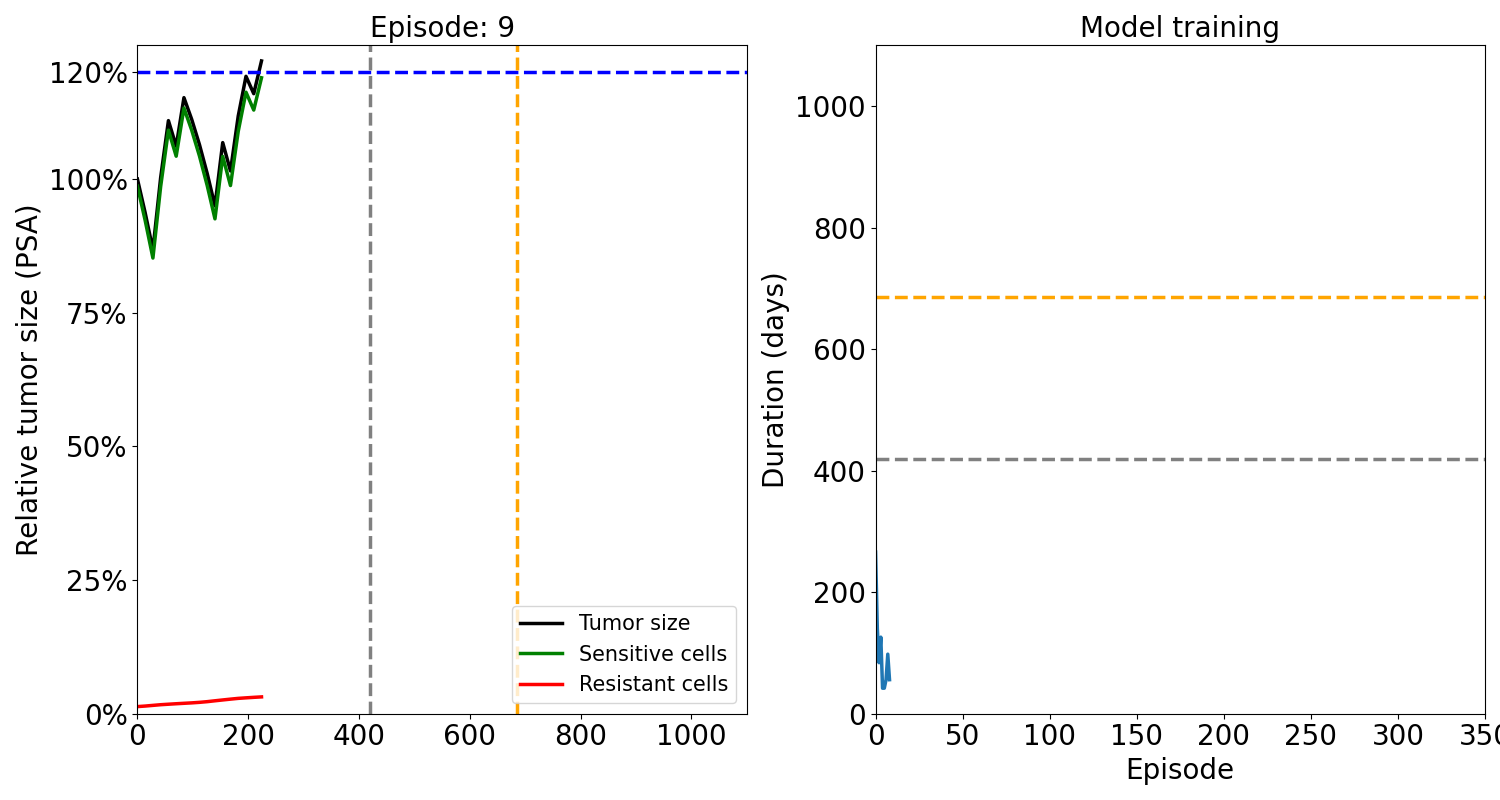 Episode: 9
Relative tumor size (PSA)
120%
100%
75%
50%
25%
0%
0 200 400 600 800 1000
Tumor size
Sensitive cells
Resistant cells
Model training
Duration (days)
1000
800
600
400
200
0
0 50 100 150 200 250 300 350
Episode